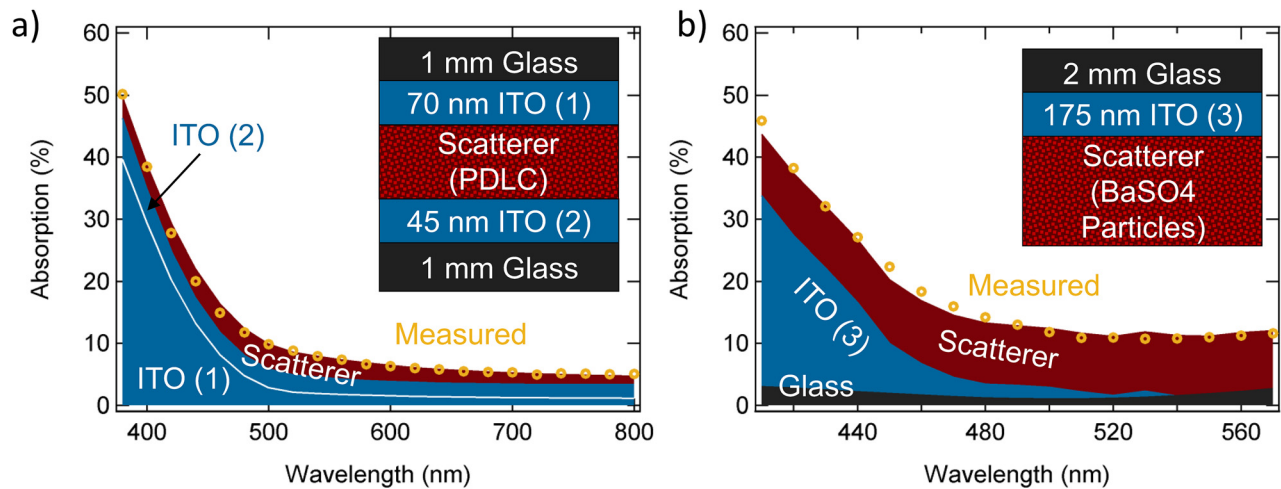 a)
60
50
40
30
20
10
0
Absorption (%)
400
500
600
700
800
Wavelength (nm)
ITO (2)
ITO (1)
Scatterer
Measured
1 mm Glass
70 nm ITO (1)
Scatterer
(PDLC)
45 nm ITO (2)
1 mm Glass
b)
60
50
40
30
20
10
0
Absorption (%)
440
480
520
560
Wavelength (nm)
ITO (3)
Glass
Scatterer
Measured
2 mm Glass
175 nm ITO (3)
Scatterer
(BaSO4
Particles)